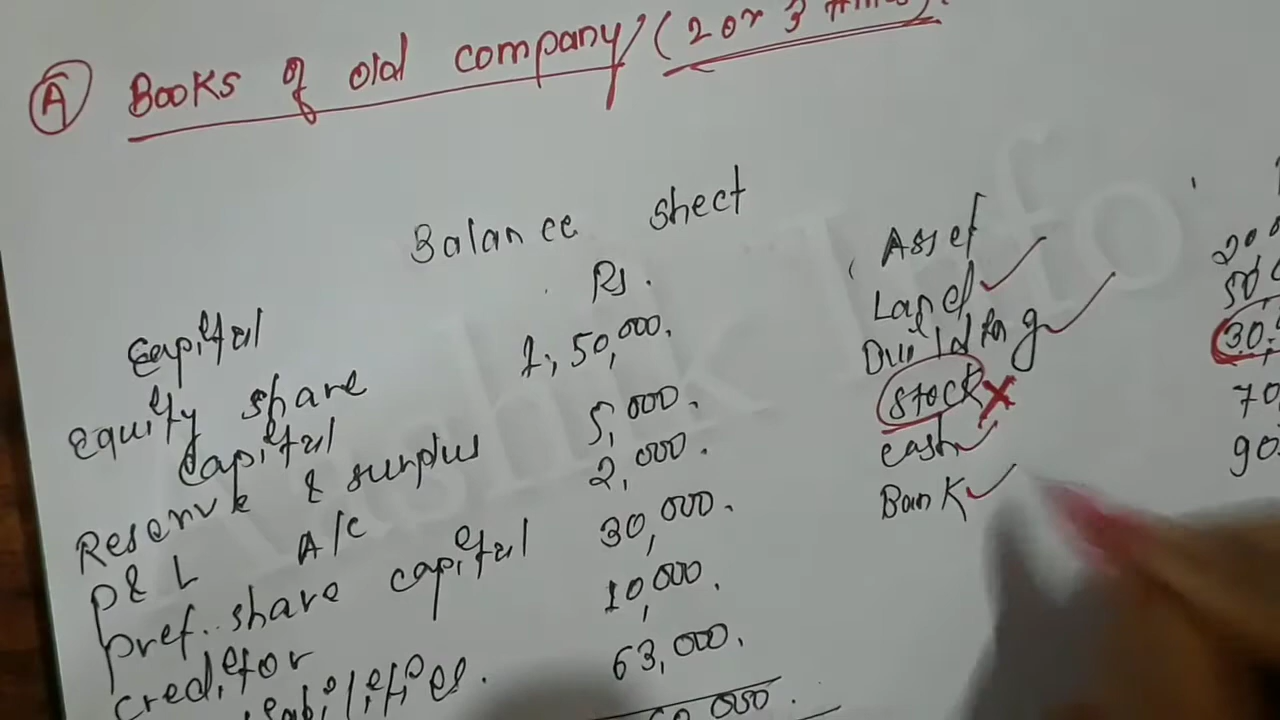 A Books of old company (2 or 3 times).
Balance sheet
Capital Rs. Asset
Equity share capital 1,50,000. Land
Reserve & surplus 5,000. Building
P & L A/c 2,000. Stock
Pref. share capital 30,000. Cash
Creditor 10,000. Bank
liabilities. 63,000.